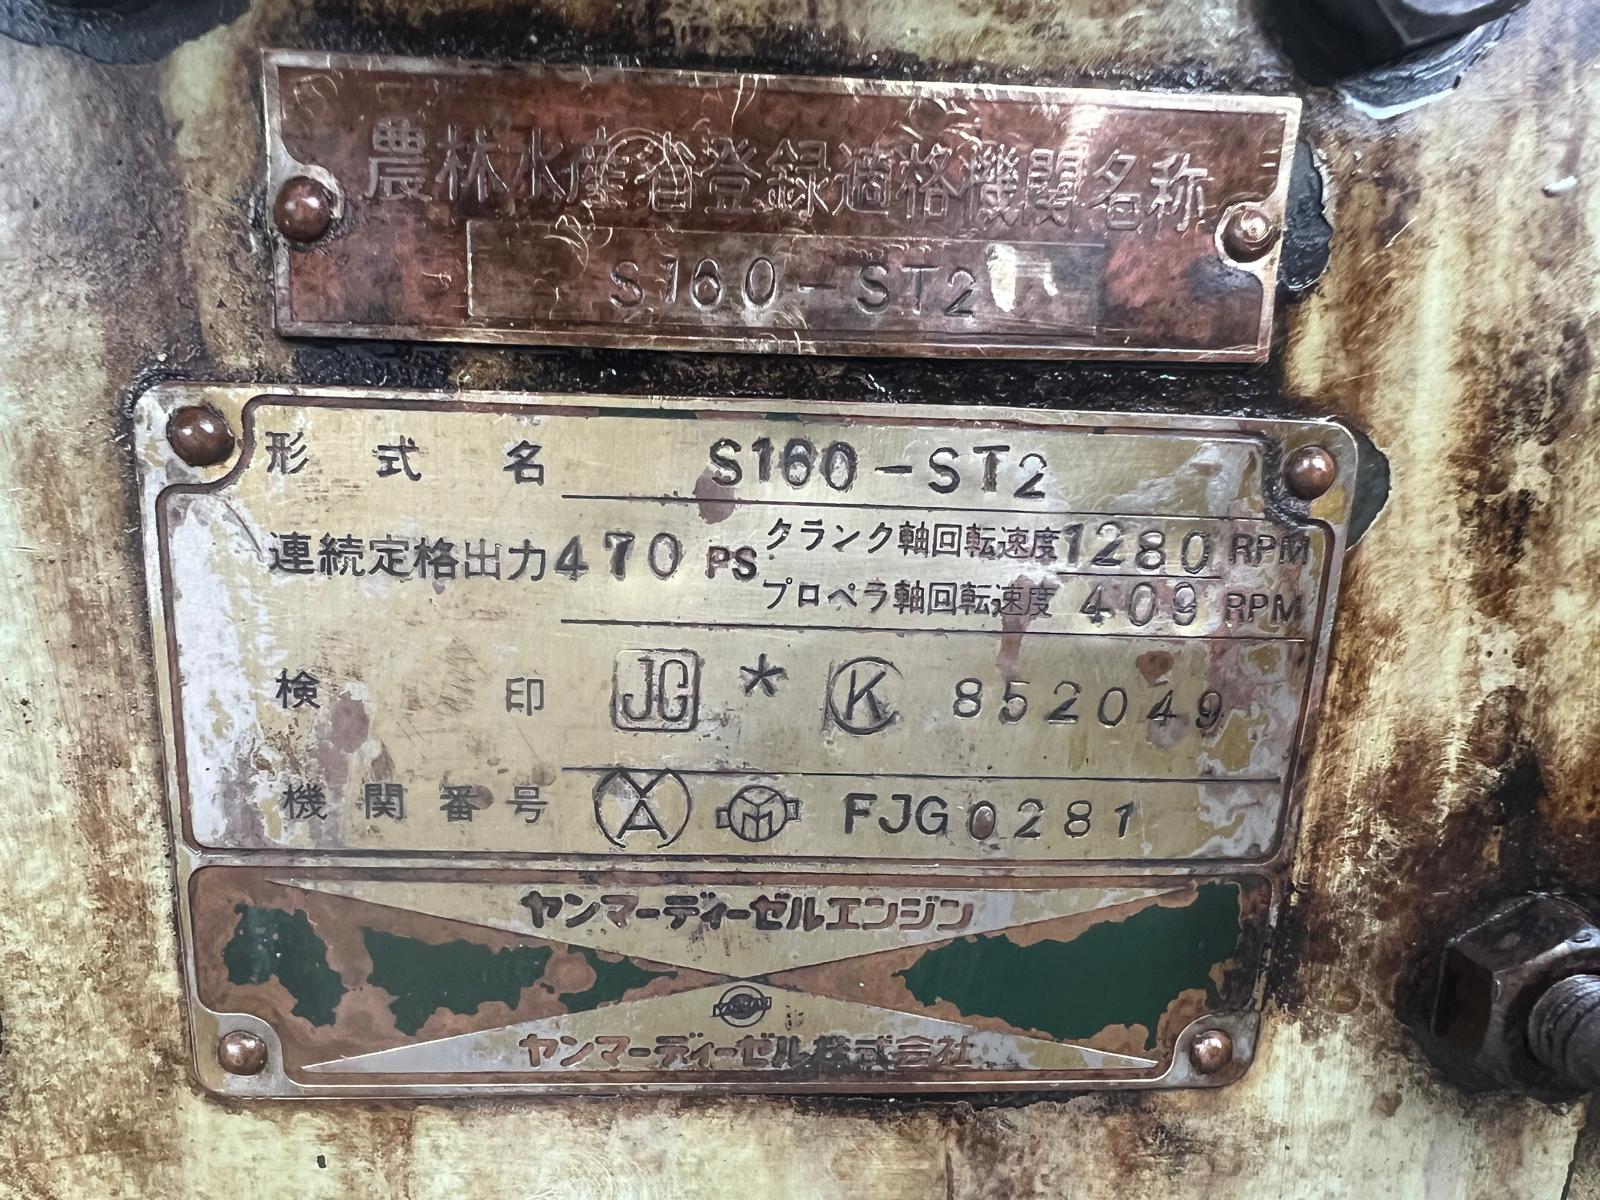 農林水産省登録適格機関名称
S160-ST2
形式名 S160-ST2
連続定格出力 470 PS クランク軸回転速度 1280 RPM
プロペラ軸回転速度 409 RPM
検印 JG * K 852049
機関番号 FJG0281
ヤンマーディーゼルエンジン
ヤンマーディーゼル株式会社